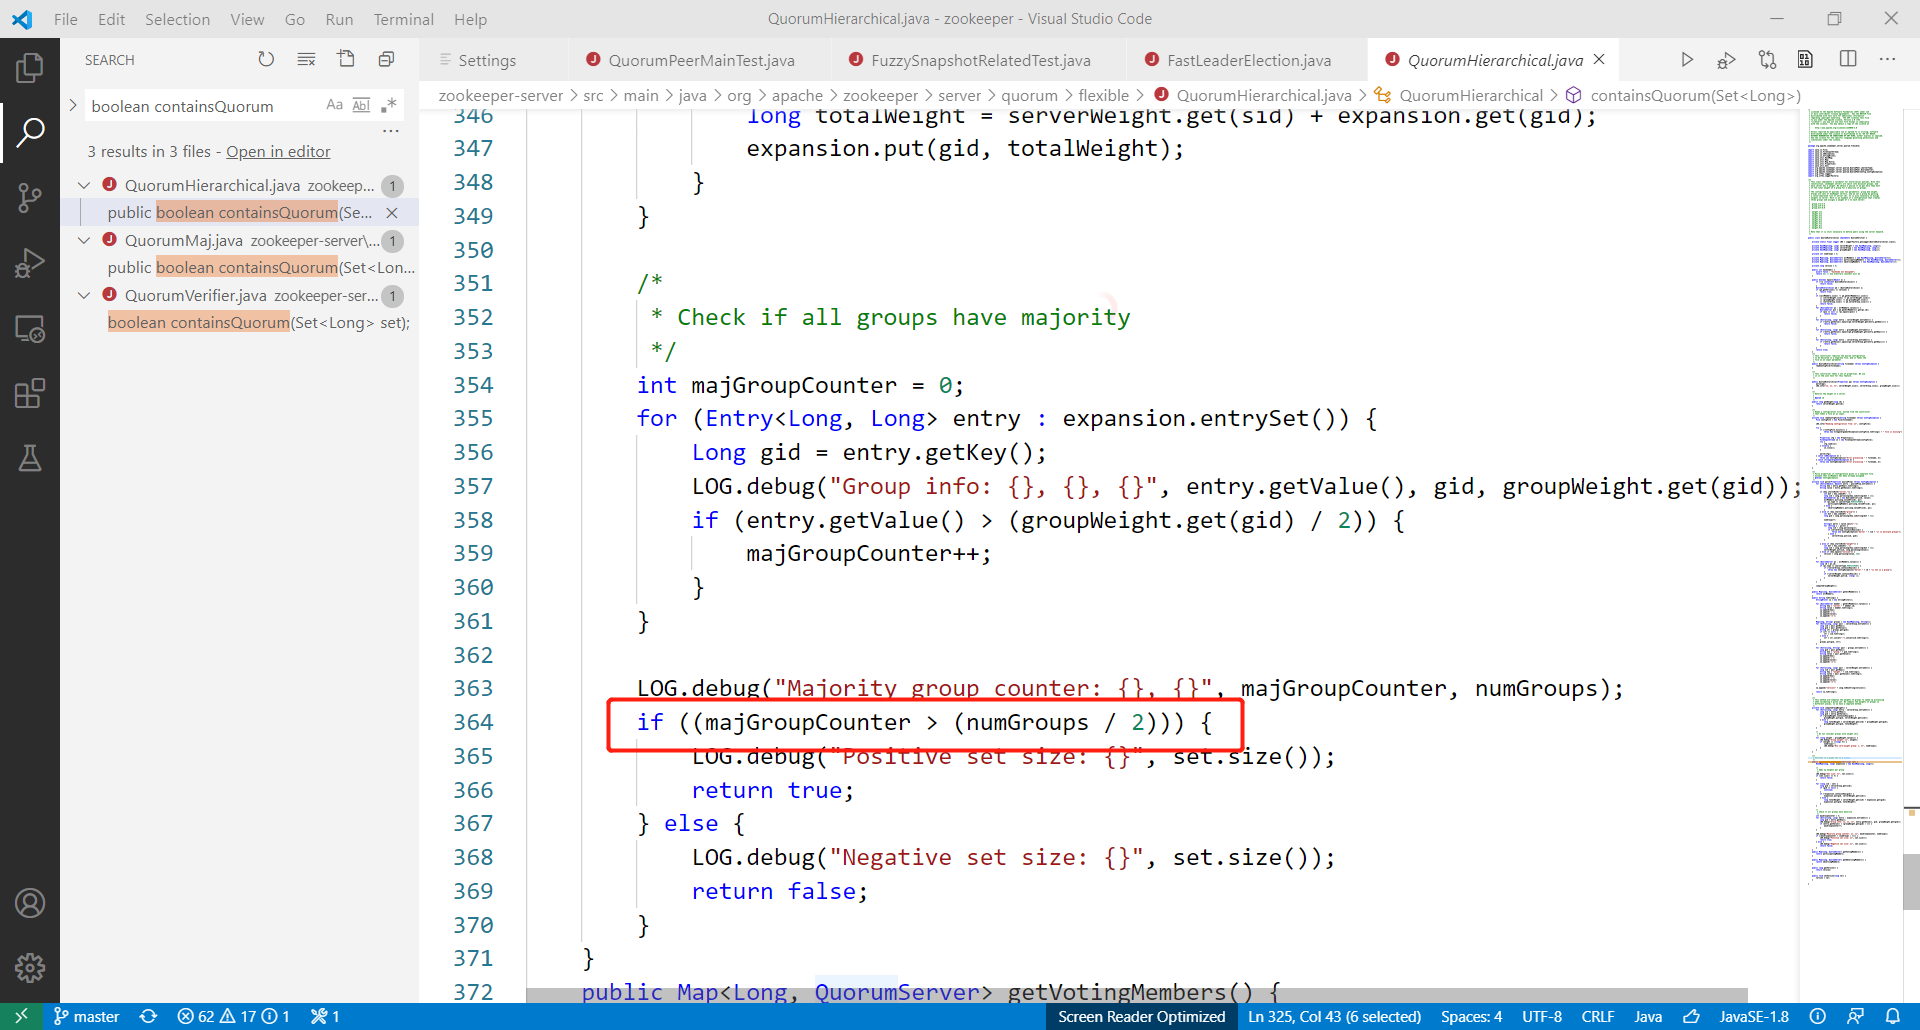 File Edit Selection View Go Run Terminal Help
QuorumHierarchical.java - zookeeper - Visual Studio Code
SEARCH
boolean containsQuorum
Aa Abl .*
3 results in 3 files - Open in editor
QuorumHierarchical.java zookeep... 1
public boolean containsQuorum(Se...
QuorumMaj.java zookeeper-server\... 1
public boolean containsQuorum(Set<Lon...
QuorumVerifier.java zookeeper-ser... 1
boolean containsQuorum(Set<Long> set);
Settings QuorumPeerMainTest.java FuzzySnapshotRelatedTest.java FastLeaderElection.java QuorumHierarchical.java
zookeeper-server > src > main > java > org > apache > zookeeper > server > quorum > flexible > QuorumHierarchical.java > QuorumHierarchical > containsQuorum(Set<Long>)
346 long totalWeight = serverWeight.get(sid) + expansion.get(gid);
347 expansion.put(gid, totalWeight);
348 }
349 }
350
351 /*
352 * Check if all groups have majority
353 */
354 int majGroupCounter = 0;
355 for (Entry<Long, Long> entry : expansion.entrySet()) {
356 Long gid = entry.getKey();
357 LOG.debug("Group info: {}, {}, {}", entry.getValue(), gid, groupWeight.get(gid));
358 if (entry.getValue() > (groupWeight.get(gid) / 2)) {
359 majGroupCounter++;
360 }
361 }
362
363 LOG.debug("Majority group counter: {}, {}", majGroupCounter, numGroups);
364 if ((majGroupCounter > (numGroups / 2))) {
365 LOG.debug("Positive set size: {}", set.size());
366 return true;
367 } else {
368 LOG.debug("Negative set size: {}", set.size());
369 return false;
370 }
371 }
372 public Map<Long, QuorumServer> getVotingMembers() {
master 62 17 1 1 Screen Reader Optimized Ln 325, Col 43 (6 selected) Spaces: 4 UTF-8 CRLF Java JavaSE-1.8